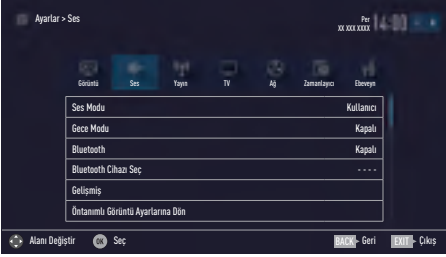 Ayarlar > Ses
Per
xx xxx xxxx 14:00
Görüntü Ses Yayın TV Ağ Zamanlayıcı Ebeveyn
Ses Modu Kullanıcı
Gece Modu Kapalı
Bluetooth Kapalı
Bluetooth Cihazı Seç ----
Gelişmiş
Öntanımlı Görüntü Ayarlarına Dön
Alanı Değiştir OK Seç BACK Geri EXIT Çıkış